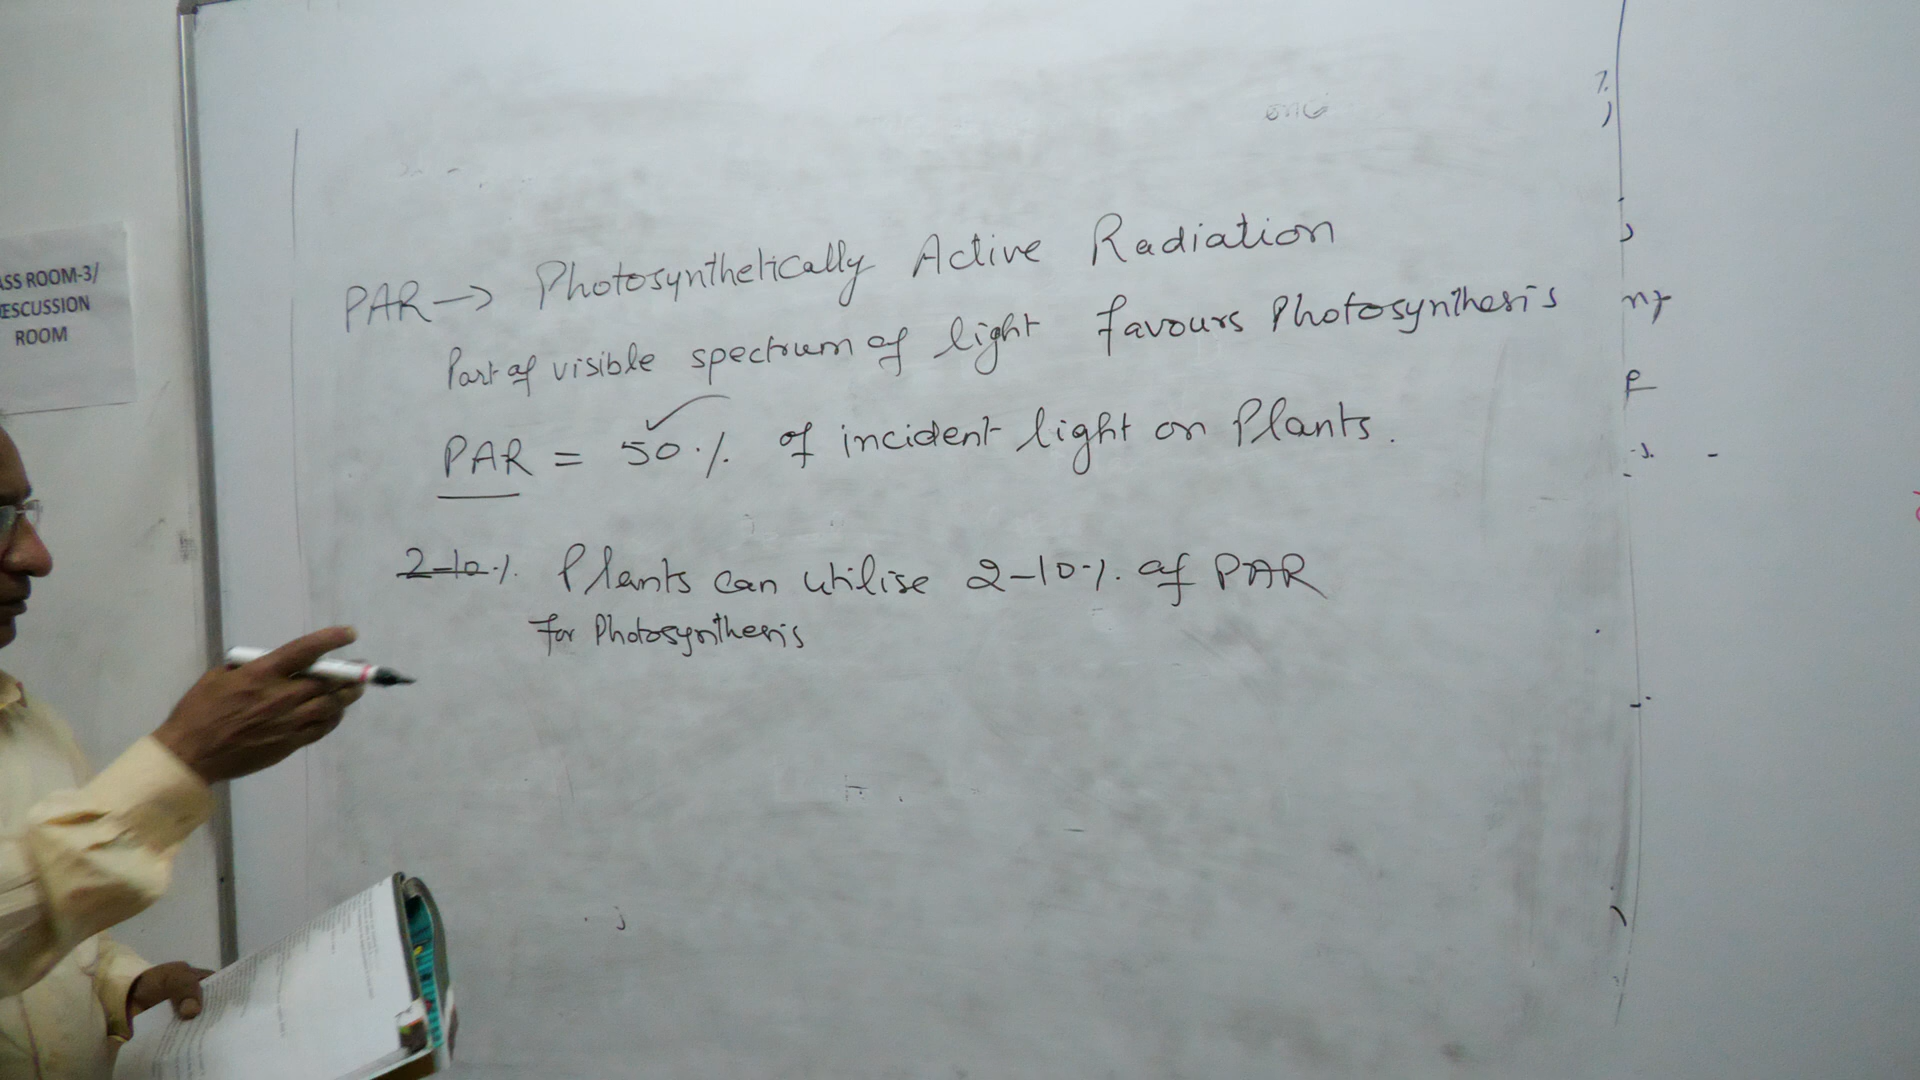 ASS ROOM-3/
ESCUSSION
ROOM
PAR → Photosynthetically Active Radiation
Part of visible spectrum of light favours Photosynthesis
PAR = 50% of incident light on Plants.
2-10% Plants can utilise 2-10% of PAR
for Photosynthesis